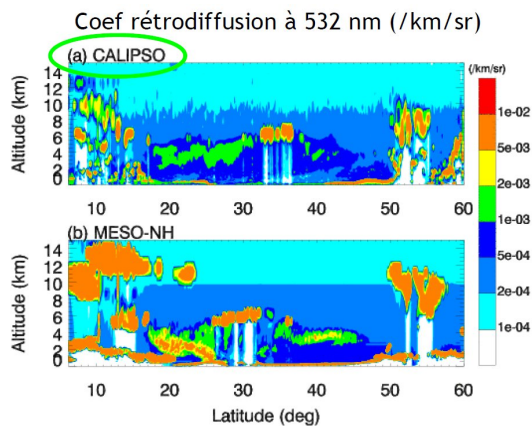 Coef rétrodiffusion à 532 nm (/km/sr)
(a) CALIPSO
(/km/sr)
Altitude (km)
14
12
10
8
6
4
2
0
10 20 30 40 50 60
(b) MESO-NH
Altitude (km)
14
12
10
8
6
4
2
0
10 20 30 40 50 60
Latitude (deg)
1e-02
5e-03
2e-03
1e-03
5e-04
2e-04
1e-04